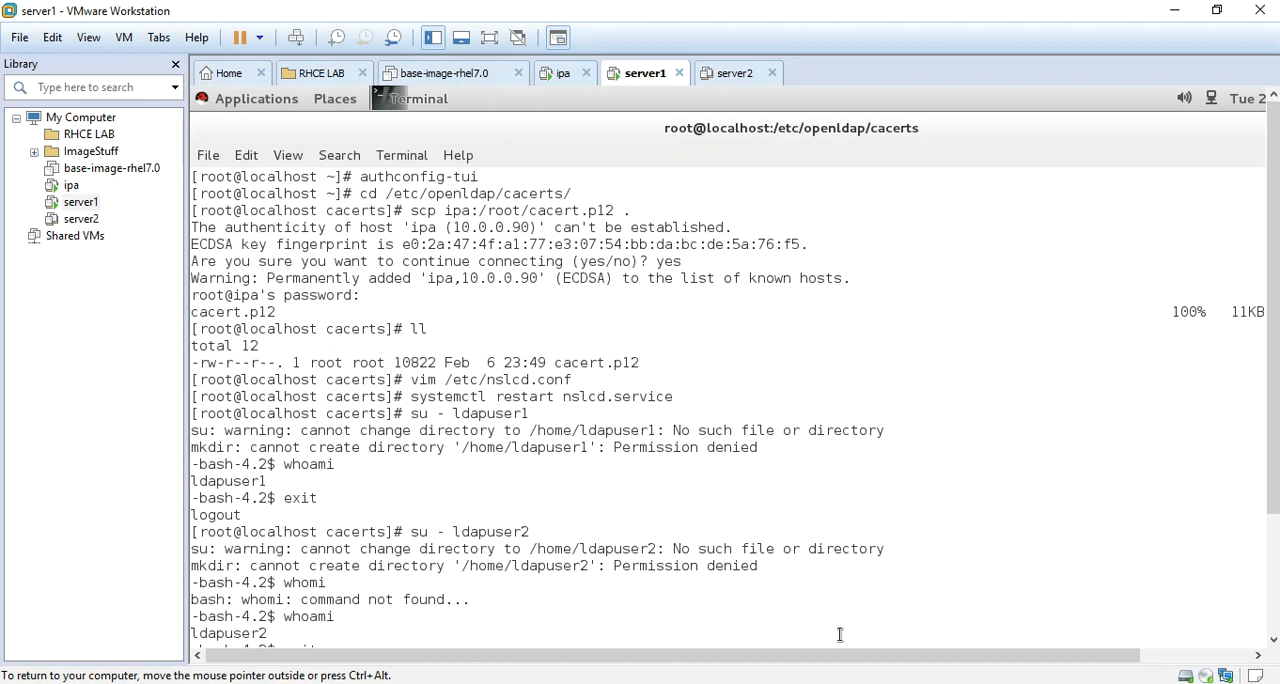 server1 - VMware Workstation
File Edit View VM Tabs Help
Library
Type here to search
My Computer
RHCE LAB
ImageStuff
base-image-rhel7.0
ipa
server1
server2
Shared VMs
Home RHCE LAB base-image-rhel7.0 ipa server1 server2
Applications Places Terminal Tue 2
root@localhost:/etc/openldap/cacerts
File Edit View Search Terminal Help
[root@localhost ~]# authconfig-tui
[root@localhost ~]# cd /etc/openldap/cacerts/
[root@localhost cacerts]# scp ipa:/root/cacert.p12 .
The authenticity of host 'ipa (10.0.0.90)' can't be established.
ECDSA key fingerprint is e0:2a:47:4f:a1:77:e3:07:54:bb:da:bc:de:5a:76:f5.
Are you sure you want to continue connecting (yes/no)? yes
Warning: Permanently added 'ipa,10.0.0.90' (ECDSA) to the list of known hosts.
root@ipa's password:
cacert.p12 100% 11KB
[root@localhost cacerts]# ll
total 12
-rw-r--r--. 1 root root 10822 Feb  6 23:49 cacert.p12
[root@localhost cacerts]# vim /etc/nslcd.conf
[root@localhost cacerts]# systemctl restart nslcd.service
[root@localhost cacerts]# su - ldapuser1
su: warning: cannot change directory to /home/ldapuser1: No such file or directory
mkdir: cannot create directory '/home/ldapuser1': Permission denied
-bash-4.2$ whoami
ldapuser1
-bash-4.2$ exit
logout
[root@localhost cacerts]# su - ldapuser2
su: warning: cannot change directory to /home/ldapuser2: No such file or directory
mkdir: cannot create directory '/home/ldapuser2': Permission denied
-bash-4.2$ whomi
bash: whomi: command not found...
-bash-4.2$ whoami
ldapuser2
To return to your computer, move the mouse pointer outside or press Ctrl+Alt.